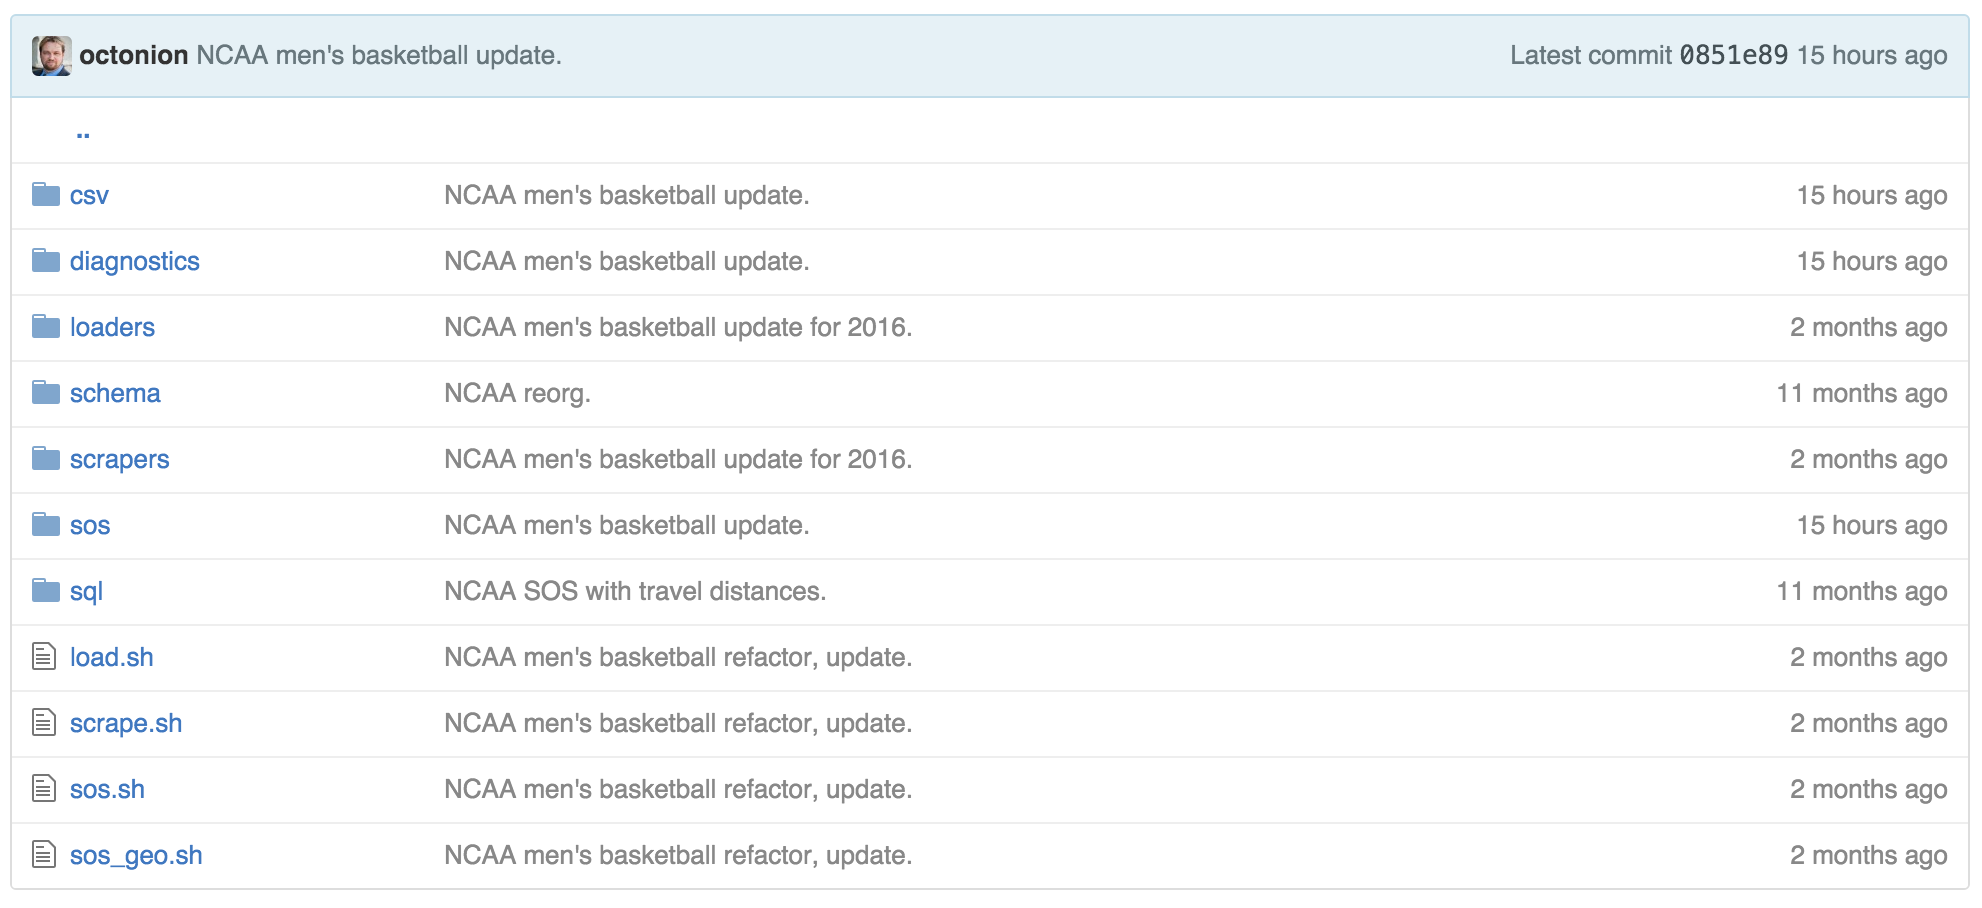 octonion NCAA men's basketball update. Latest commit 0851e89 15 hours ago
..
csv NCAA men's basketball update. 15 hours ago
diagnostics NCAA men's basketball update. 15 hours ago
loaders NCAA men's basketball update for 2016. 2 months ago
schema NCAA reorg. 11 months ago
scrapers NCAA men's basketball update for 2016. 2 months ago
sos NCAA men's basketball update. 15 hours ago
sql NCAA SOS with travel distances. 11 months ago
load.sh NCAA men's basketball refactor, update. 2 months ago
scrape.sh NCAA men's basketball refactor, update. 2 months ago
sos.sh NCAA men's basketball refactor, update. 2 months ago
sos_geo.sh NCAA men's basketball refactor, update. 2 months ago